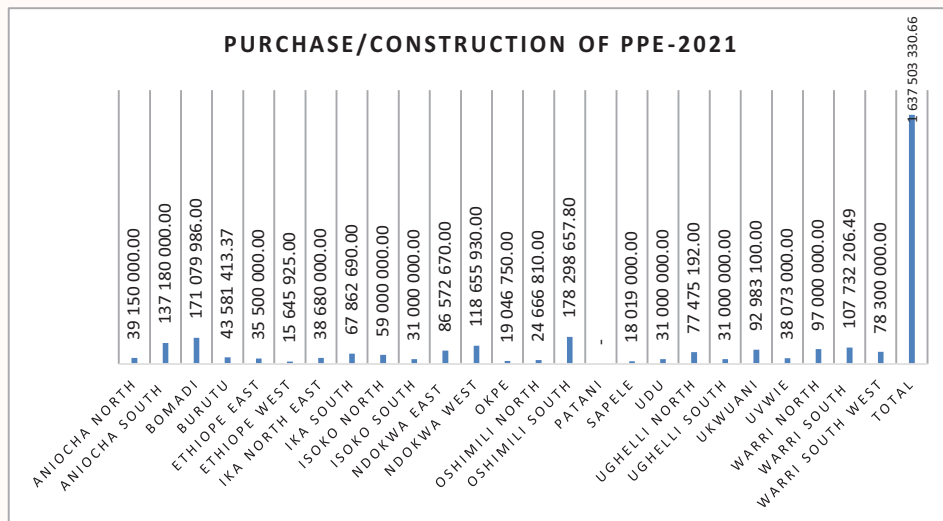 PURCHASE/CONSTRUCTION OF PPE-2021
39 150 000.00
137 180 000.00
171 079 986.00
43 581 413.37
35 500 000.00
15 645 925.00
38 680 000.00
67 862 690.00
59 000 000.00
31 000 000.00
86 572 670.00
118 655 930.00
19 046 750.00
24 666 810.00
178 298 657.80
-
18 019 000.00
31 000 000.00
77 475 192.00
31 000 000.00
92 983 100.00
38 073 000.00
97 000 000.00
107 732 206.49
78 300 000.00
1 637 503 330.66
ANIOCHA NORTH
ANIOCHA SOUTH
BOMADI
BURUTU
ETHIOPE EAST
ETHIOPE WEST
IKA NORTH EAST
IKA SOUTH
ISOKO NORTH
ISOKO SOUTH
NDOKWA EAST
NDOKWA WEST
OKPE
OSHIMILI NORTH
OSHIMILI SOUTH
PATANI
SAPELE
UDU
UGHELLI NORTH
UGHELLI SOUTH
UKWUANI
UVWIE
WARRI NORTH
WARRI SOUTH
WARRI SOUTH WEST
TOTAL